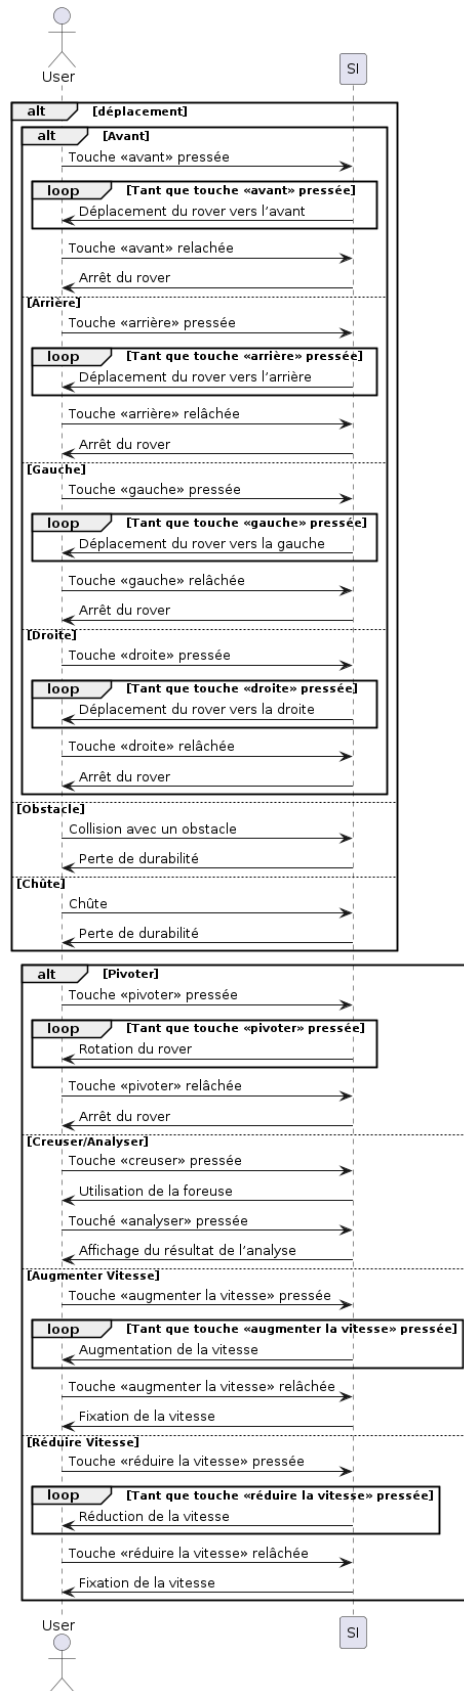 User
SI
alt [déplacement]
alt [Avant]
Touche «avant» pressée
loop [Tant que touche «avant» pressée]
Déplacement du rover vers l’avant
Touche «avant» relachée
Arrêt du rover
[Arrière]
Touche «arrière» pressée
loop [Tant que touche «arrière» pressée]
Déplacement du rover vers l’arrière
Touche «arrière» relâchée
Arrêt du rover
[Gauche]
Touche «gauche» pressée
loop [Tant que touche «gauche» pressée]
Déplacement du rover vers la gauche
Touche «gauche» relâchée
Arrêt du rover
[Droite]
Touche «droite» pressée
loop [Tant que touche «droite» pressée]
Déplacement du rover vers la droite
Touche «droite» relâchée
Arrêt du rover
[Obstacle]
Collision avec un obstacle
Perte de durabilité
[Chûte]
Chûte
Perte de durabilité
alt [Pivoter]
Touche «pivoter» pressée
loop [Tant que touche «pivoter» pressée]
Rotation du rover
Touche «pivoter» relâchée
Arrêt du rover
[Creuser/Analyser]
Touche «creuser» pressée
Utilisation de la foreuse
Touché «analyser» pressée
Affichage du résultat de l’analyse
[Augmenter Vitesse]
Touche «augmenter la vitesse» pressée
loop [Tant que touche «augmenter la vitesse» pressée]
Augmentation de la vitesse
Touche «augmenter la vitesse» relâchée
Fixation de la vitesse
[Réduire Vitesse]
Touche «réduire la vitesse» pressée
loop [Tant que touche «réduire la vitesse» pressée]
Réduction de la vitesse
Touche «réduire la vitesse» relâchée
Fixation de la vitesse
User
SI